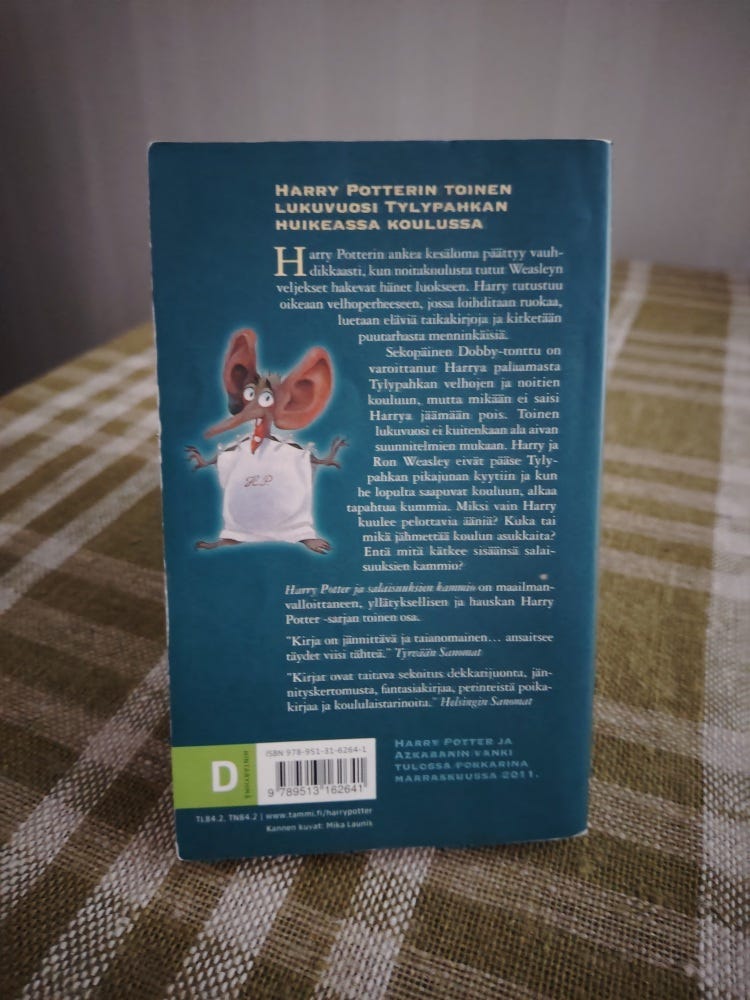 HARRY POTTERIN TOINEN
LUKUVUOSI TYLYPAHKAN
HUIKEASSA KOULUSSA
Harry Potterin ankea kesäloma päättyy vauh-
dikkaasti, kun noitakoulusta tutut Weasleyn
veljekset hakevat hänet luokseen. Harry tutustuu
oikeaan velhoperheeseen, jossa loihditaan ruokaa,
luetaan eläviä taikakirjoja ja kitketään
puutarhasta menninkäisiä.
Sekopäinen Dobby-tonttu on
varoittanut Harrya palaamasta
Tylypahkan velhojen ja noitien
kouluun, mutta mikään ei saisi
Harrya jäämään pois. Toinen
lukuvuosi ei kuitenkaan ala aivan
suunnitelmien mukaan. Harry ja
Ron Weasley eivät pääse Tyly-
pahkan pikajunan kyytiin ja kun
he lopulta saapuvat kouluun, alkaa
tapahtua kummia. Miksi vain Harry
kuulee pelottavia ääniä? Kuka tai
mikä jähmettää koulun asukkaita?
Entä mitä kätkee sisäänsä salai-
suuksien kammio?
H.P
Harry Potter ja salaisuuksien kammio on maailman-
valloittaneen, yllätyksellisen ja hauskan Harry
Potter -sarjan toinen osa.
"Kirja on jännittävä ja taianomainen... ansaitsee
täydet viisi tähteä." Tyrvään Sanomat
"Kirjat ovat taitava sekoitus dekkarijuonta, jän-
nityskertomusta, fantasiakirjaa, perinteistä poika-
kirjaa ja koululaistarinoita." Helsingin Sanomat
HARRY POTTER JA
AZKABANIN VANKI
TULOSSA POKKARINA
MARRASKUUSSA 2011.
D
HINTARYHMÄ
ISBN 978-951-31-6264-1
9 789513 162641
TL84.2, TN84.2 | www.tammi.fi/harrypotter
Kannen kuvat: Mika Launis